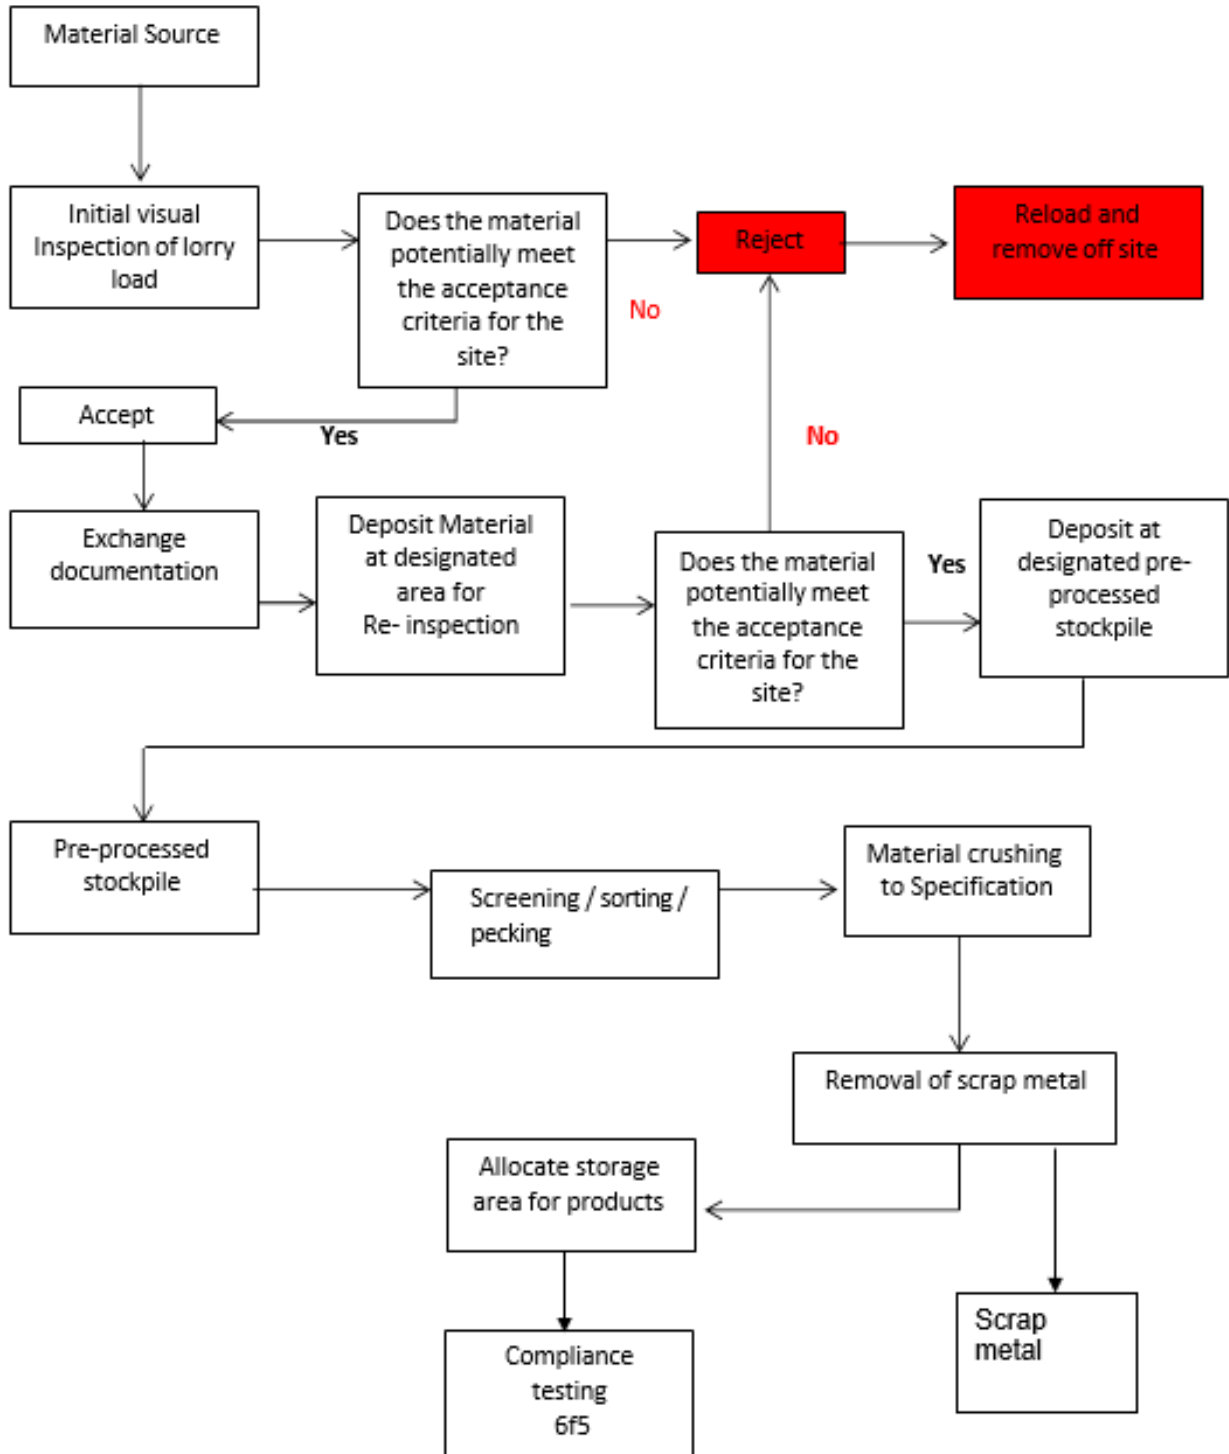 Material Source
Initial visual
Inspection of lorry
load
Does the material
potentially meet
the acceptance
criteria for the
site?
No
Reject
Reload and
remove off site
Accept
Yes
Exchange
documentation
Deposit Material
at designated
area for
Re- inspection
Does the material
potentially meet
the acceptance
criteria for the
site?
No
Yes
Deposit at
designated pre-
processed
stockpile
Pre-processed
stockpile
Screening / sorting /
pecking
Material crushing
to Specification
Removal of scrap metal
Allocate storage
area for products
Scrap
metal
Compliance
testing
6f5